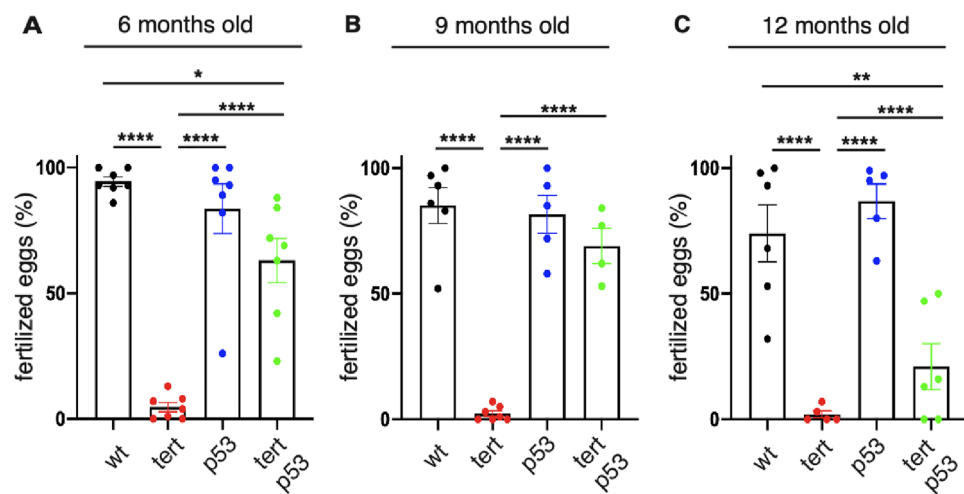 A 6 months old
B 9 months old
C 12 months old
*
****
**** ****
****
**** ****
**
****
**** ****
fertilized eggs (%)
100
50
0
wt
tert
p53
tert
p53
fertilized eggs (%)
100
50
0
wt
tert
p53
tert
p53
fertilized eggs (%)
100
50
0
wt
tert
p53
tert
p53